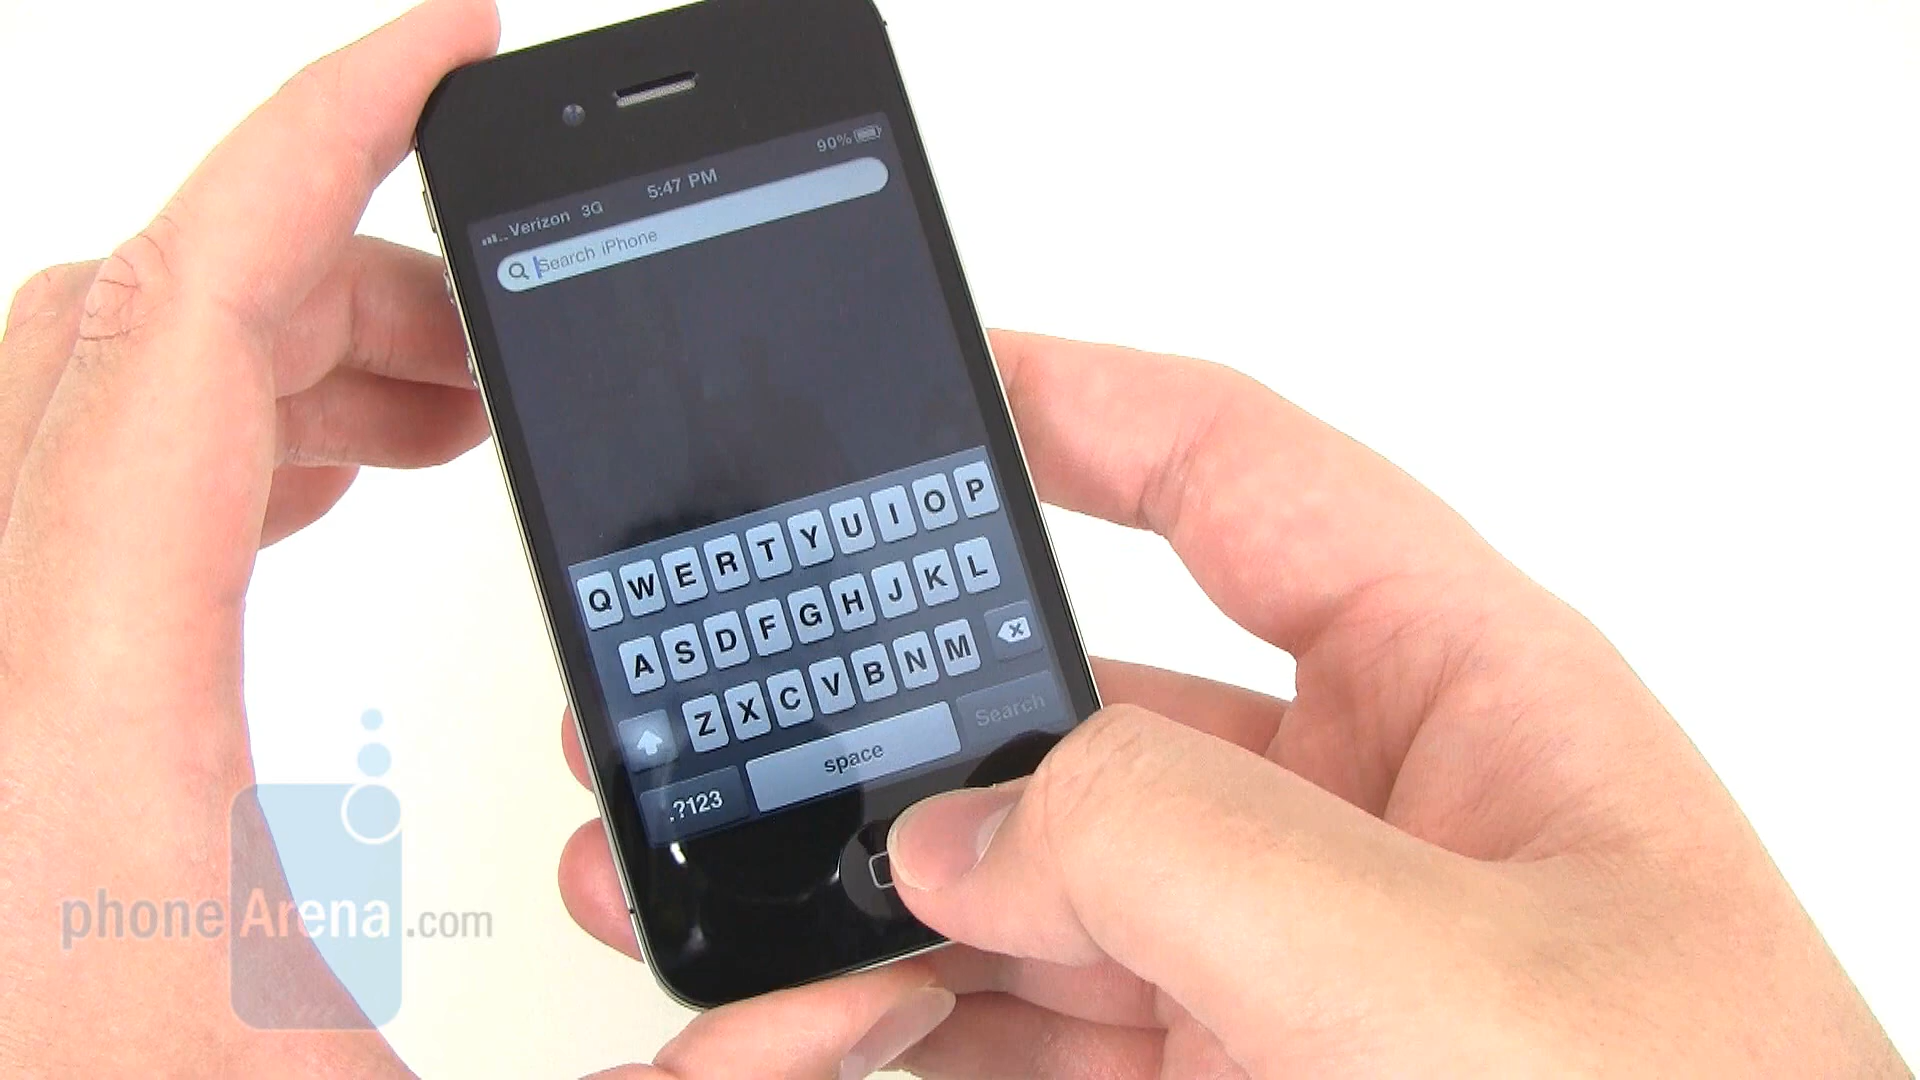 90%
5:47 PM
Verizon 3G
Search iPhone
Q W E R T Y U I O P
A S D F G H J K L
Z X C V B N M
.?123 space Search
phoneArena.com